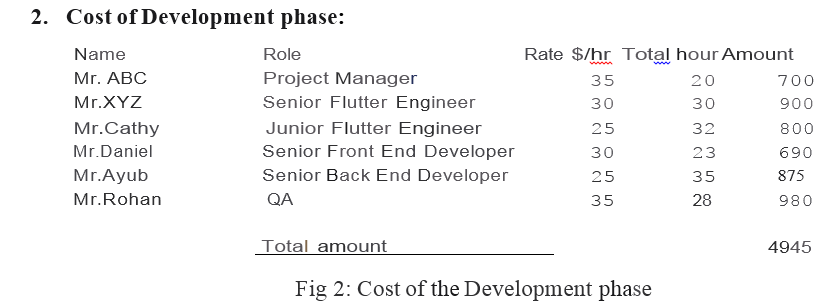 2. Cost of Development phase:
Name Role Rate $/hr Total hour Amount
Mr. ABC Project Manager 35 20 700
Mr.XYZ Senior Flutter Engineer 30 30 900
Mr.Cathy Junior Flutter Engineer 25 32 800
Mr.Daniel Senior Front End Developer 30 23 690
Mr.Ayub Senior Back End Developer 25 35 875
Mr.Rohan QA 35 28 980
Total amount 4945
Fig 2: Cost of the Development phase